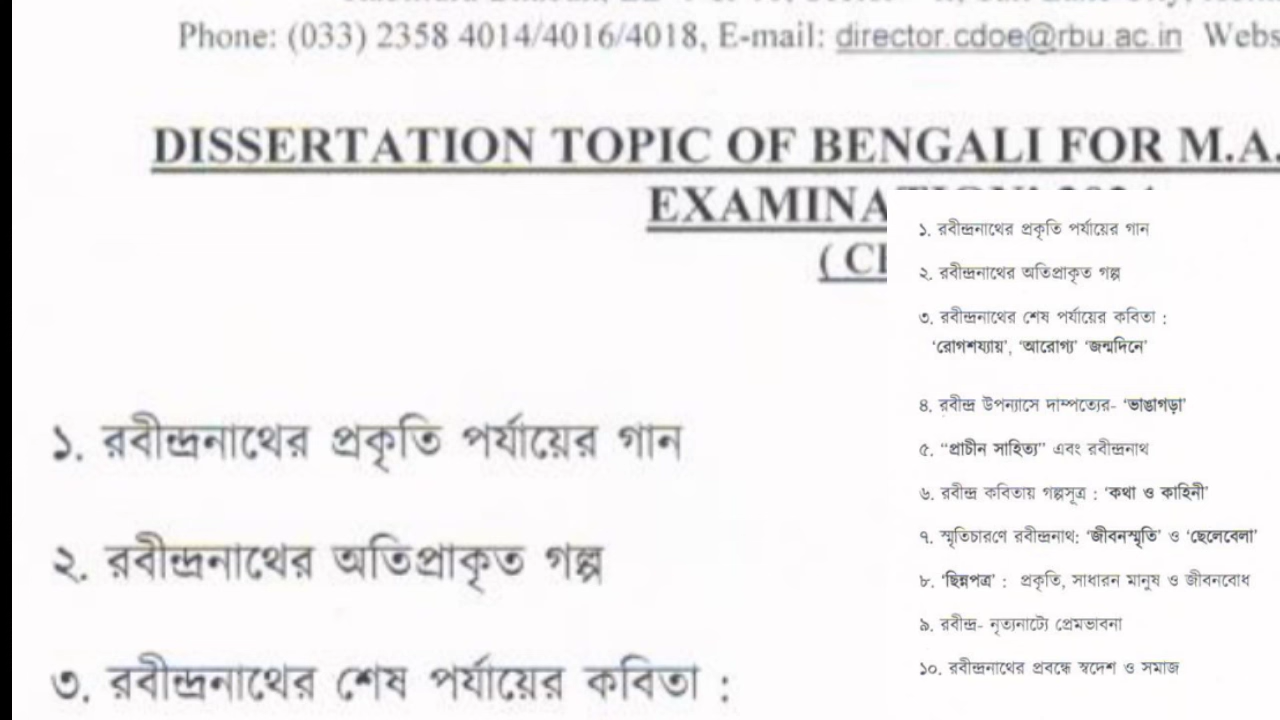 Phone: (033) 2358 4014/4016/4018, E-mail: director.cdoe@rbu.ac.in
DISSERTATION TOPIC OF BENGALI FOR M.A.
১. রবীন্দ্রনাথের প্রকৃতি পর্যায়ের গান
২. রবীন্দ্রনাথের অতিপ্রাকৃত গল্প
৩. রবীন্দ্রনাথের শেষ পর্যায়ের কবিতা :
১. রবীন্দ্রনাথের প্রকৃতি পর্যায়ের গান
২. রবীন্দ্রনাথের অতিপ্রাকৃত গল্প
৩. রবীন্দ্রনাথের শেষ পর্যায়ের কবিতা :
‘রোগশয্যায়’, ‘আরোগ্য’ ‘জন্মদিনে’
৪. রবীন্দ্র উপন্যাসে দাম্পত্যের- ‘ভাঙাগড়া’
৫. “প্রাচীন সাহিত্য” এবং রবীন্দ্রনাথ
৬. রবীন্দ্র কবিতায় গল্পসূত্র : ‘কথা ও কাহিনী’
৭. স্মৃতিচারণে রবীন্দ্রনাথ: ‘জীবনস্মৃতি’ ও ‘ছেলেবেলা’
৮. ‘ছিন্নপত্র’ : প্রকৃতি, সাধারন মানুষ ও জীবনবোধ
৯. রবীন্দ্র- নৃত্যনাট্যে প্রেমভাবনা
১০. রবীন্দ্রনাথের প্রবন্ধে স্বদেশ ও সমাজ